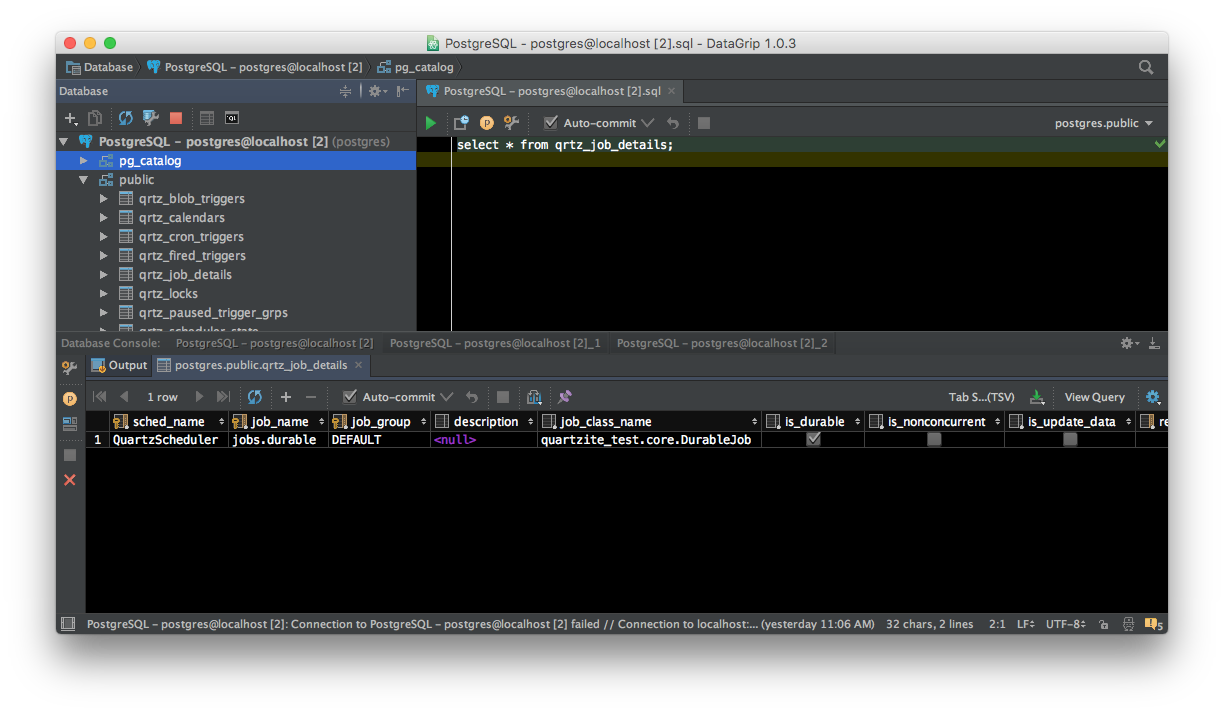 PostgreSQL – postgres@localhost [2].sql - DataGrip 1.0.3
Database PostgreSQL – postgres@localhost [2] pg_catalog
Database
PostgreSQL – postgres@localhost [2].sql
Auto-commit
postgres.public
PostgreSQL – postgres@localhost [2] (postgres)
pg_catalog
public
qrtz_blob_triggers
qrtz_calendars
qrtz_cron_triggers
qrtz_fired_triggers
qrtz_job_details
qrtz_locks
qrtz_paused_trigger_grps
qrtz_scheduler_state
select * from qrtz_job_details;
Database Console: PostgreSQL – postgres@localhost [2] PostgreSQL – postgres@localhost [2]_1 PostgreSQL – postgres@localhost [2]_2
Output postgres.public.qrtz_job_details
1 row Auto-commit Tab S...(TSV) View Query
sched_name job_name job_group description job_class_name is_durable is_nonconcurrent is_update_data re
1 QuartzScheduler jobs.durable DEFAULT <null> quartzite_test.core.DurableJob
PostgreSQL – postgres@localhost [2]: Connection to PostgreSQL – postgres@localhost [2] failed // Connection to localhost:... (yesterday 11:06 AM) 32 chars, 2 lines 2:1 LF UTF-8 5